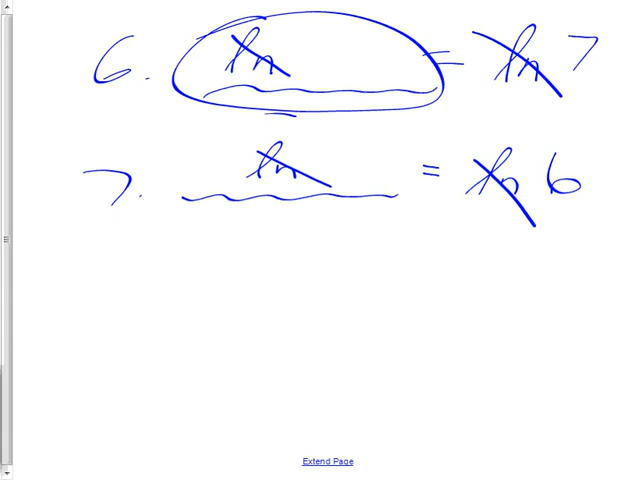 6. ln = ln 7
7. ln = ln 6
Extend Page